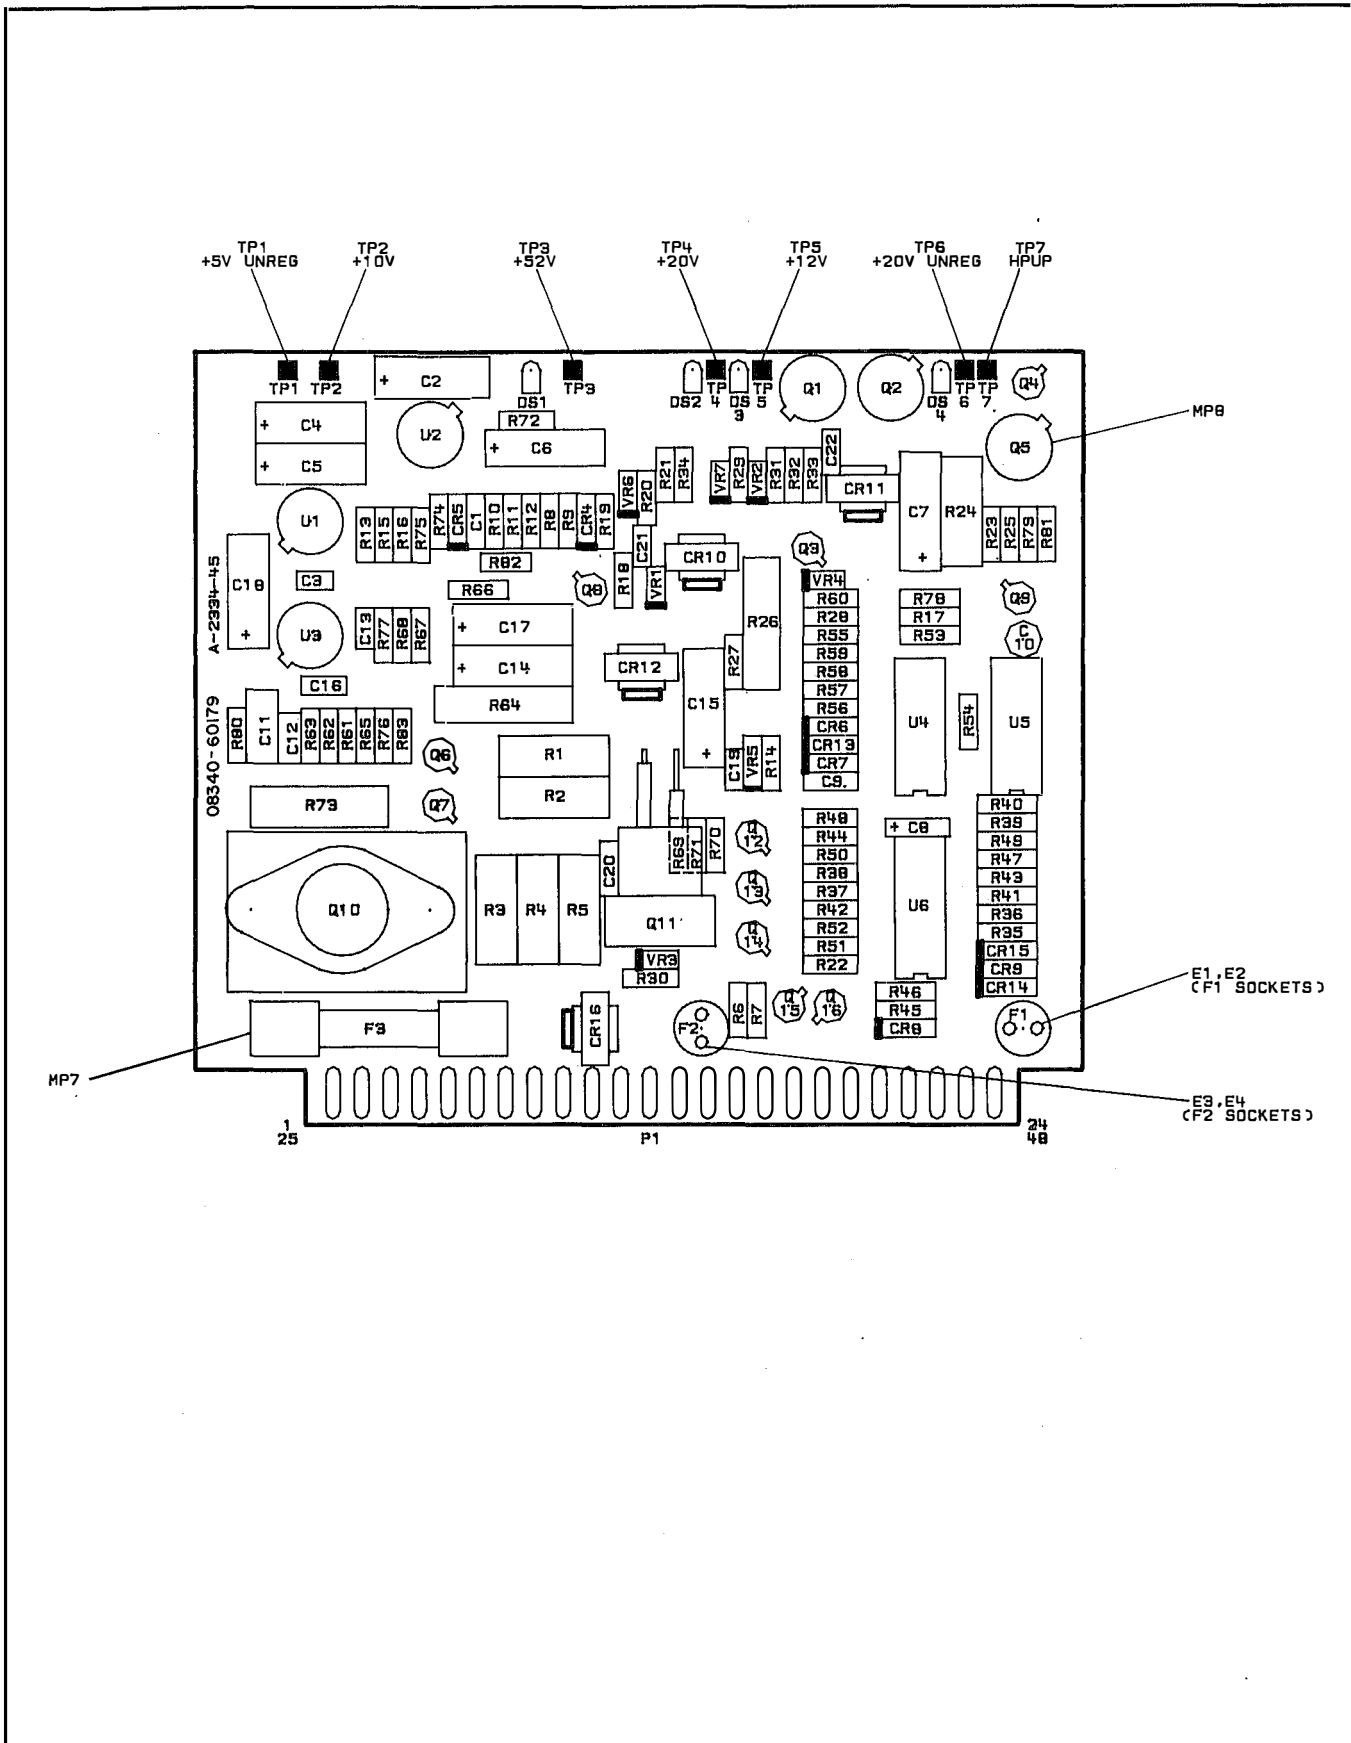 TP1
+5V UNREG
TP2
+10V
TP3
+52V
TP4
+20V
TP5
+12V
TP6
+20V UNREG
TP7
HPUP
TP1
TP2
C2
DS1
TP3
DS2
TP
4
DS
3
TP
5
Q1
Q2
DS
4
TP
6
TP
7
Q4
MP8
C4
C5
U2
R72
C6
Q5
VR6
R20
R21
R34
VR7
R29
VR2
R31
R32
R33
C22
CR11
C7
R24
U1
R13
R15
R16
R75
R74
CR5
C1
R10
R11
R12
R8
R9
CR4
R19
R23
R25
R79
R81
C21
CR10
Q3
R82
R18
VR1
A-2334-45
C18
C3
R66
Q8
R26
VR4
R60
R28
R55
R59
R58
R57
R56
CR6
CR13
CR7
C9
R78
R17
R53
Q9
C
10
U3
C13
R77
R68
R67
C17
C14
R64
CR12
R27
C15
C16
U4
R54
U5
08340-60179
R80
C11
C12
R63
R62
R61
R65
R76
R83
Q6
R1
R2
C19
VR5
R14
R73
Q7
R69
R71
R70
Q
12
Q
13
Q
14
R48
R44
R50
R38
R37
R42
R52
R51
R22
C8
U6
R40
R39
R49
R47
R43
R41
R36
R35
CR15
CR9
CR14
Q10
R3
R4
R5
C20
Q11
VR3
R30
F3
CR16
F2
R6
R7
Q
15
Q
16
R46
R45
CR8
F1
E1,E2
(F1 SOCKETS)
MP7
E3,E4
(F2 SOCKETS)
1
25
P1
24
48